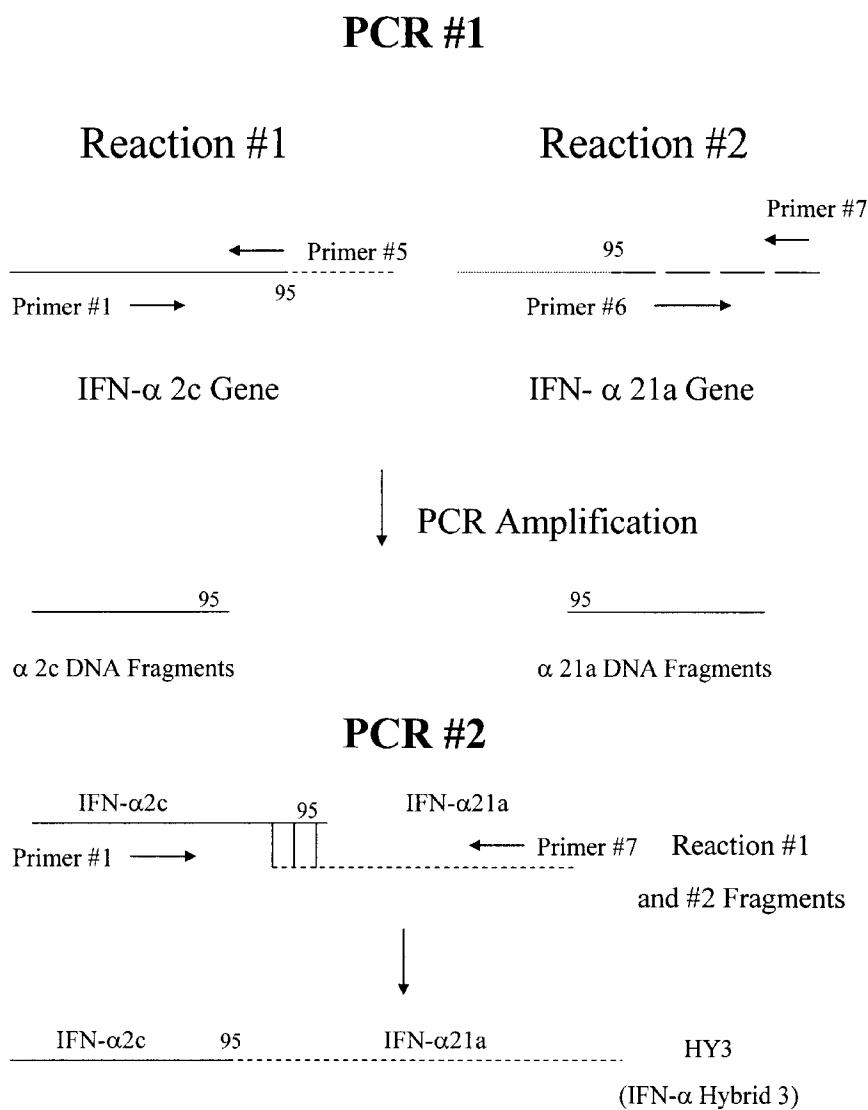 PCR #1
Reaction #1
Reaction #2
Primer #7
Primer #5
95
95
Primer #1
Primer #6
IFN-α 2c Gene
IFN- α 21a Gene
PCR Amplification
95
95
α 2c DNA Fragments
α 21a DNA Fragments
PCR #2
IFN-α2c
95
IFN-α21a
Primer #1
Primer #7
Reaction #1
and #2 Fragments
IFN-α2c
95
IFN-α21a
HY3
(IFN-α Hybrid 3)